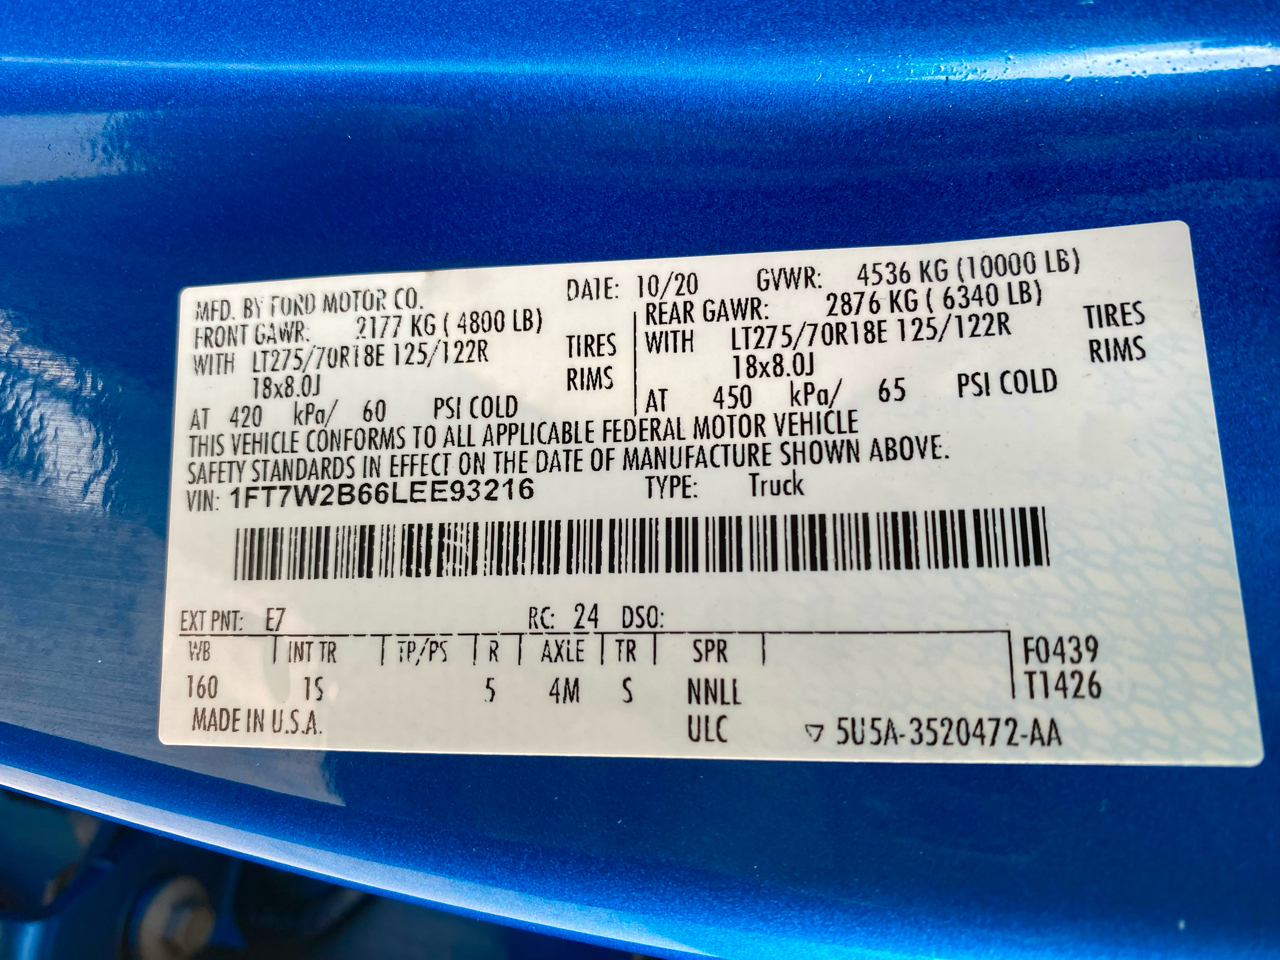 MFD. BY FORD MOTOR CO. DATE: 10/20 GVWR: 4536 KG (10000 LB)
FRONT GAWR: 2177 KG ( 4800 LB) REAR GAWR: 2876 KG ( 6340 LB)
WITH LT275/70R18E 125/122R TIRES WITH LT275/70R18E 125/122R TIRES
18x8.0J RIMS 18x8.0J RIMS
AT 420 kPa/ 60 PSI COLD AT 450 kPa/ 65 PSI COLD
THIS VEHICLE CONFORMS TO ALL APPLICABLE FEDERAL MOTOR VEHICLE
SAFETY STANDARDS IN EFFECT ON THE DATE OF MANUFACTURE SHOWN ABOVE.
VIN: 1FT7W2B66LEE93216 TYPE: Truck
EXT PNT: E7 RC: 24 DSO:
WB INT TR TP/PS R AXLE TR SPR F0439
160 1S 5 4M S NNLL T1426
MADE IN U.S.A. ULC 5U5A-3520472-AA